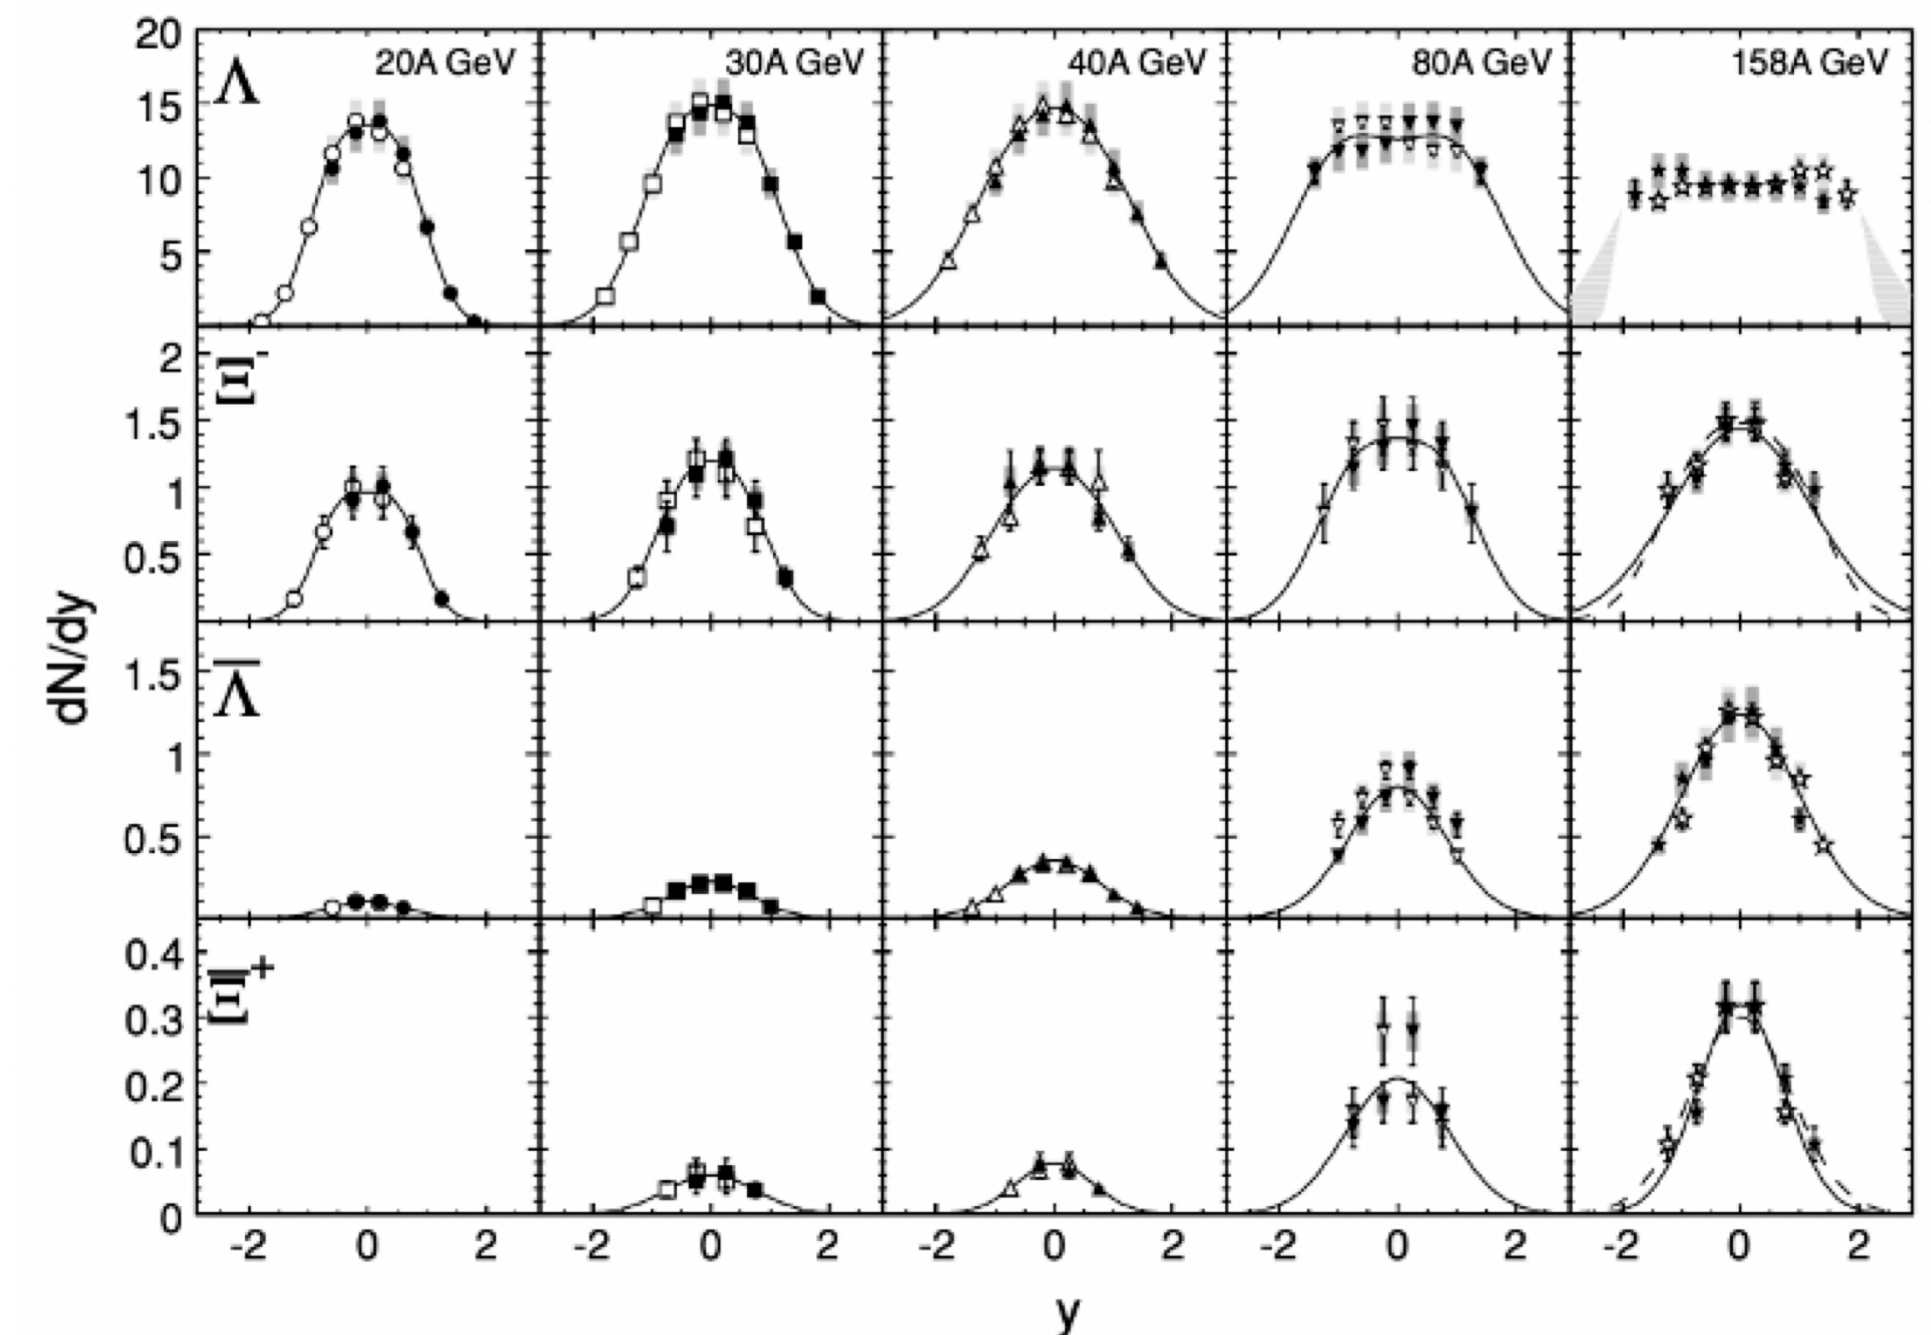 20
15
10
5
Λ
20A GeV
30A GeV
40A GeV
80A GeV
158A GeV
2
1.5
1
0.5
Ξ⁻
1.5
1
0.5
Λ̅
0.4
0.3
0.2
0.1
0
Ξ̅⁺
dN/dy
-2 0 2 -2 0 2 -2 0 2 -2 0 2 -2 0 2
y